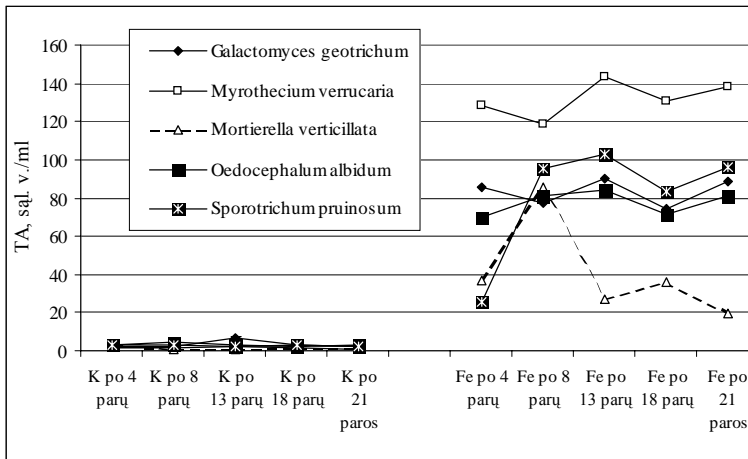 160
140
120
100
80
60
40
20
0
TA, sąl. v./ml
Galactomyces geotrichum
Myrothecium verrucaria
Mortierella verticillata
Oedocephalum albidum
Sporotrichum pruinosum
K po 4 parų
K po 8 parų
K po 13 parų
K po 18 parų
K po 21 paros
Fe po 4 parų
Fe po 8 parų
Fe po 13 parų
Fe po 18 parų
Fe po 21 paros